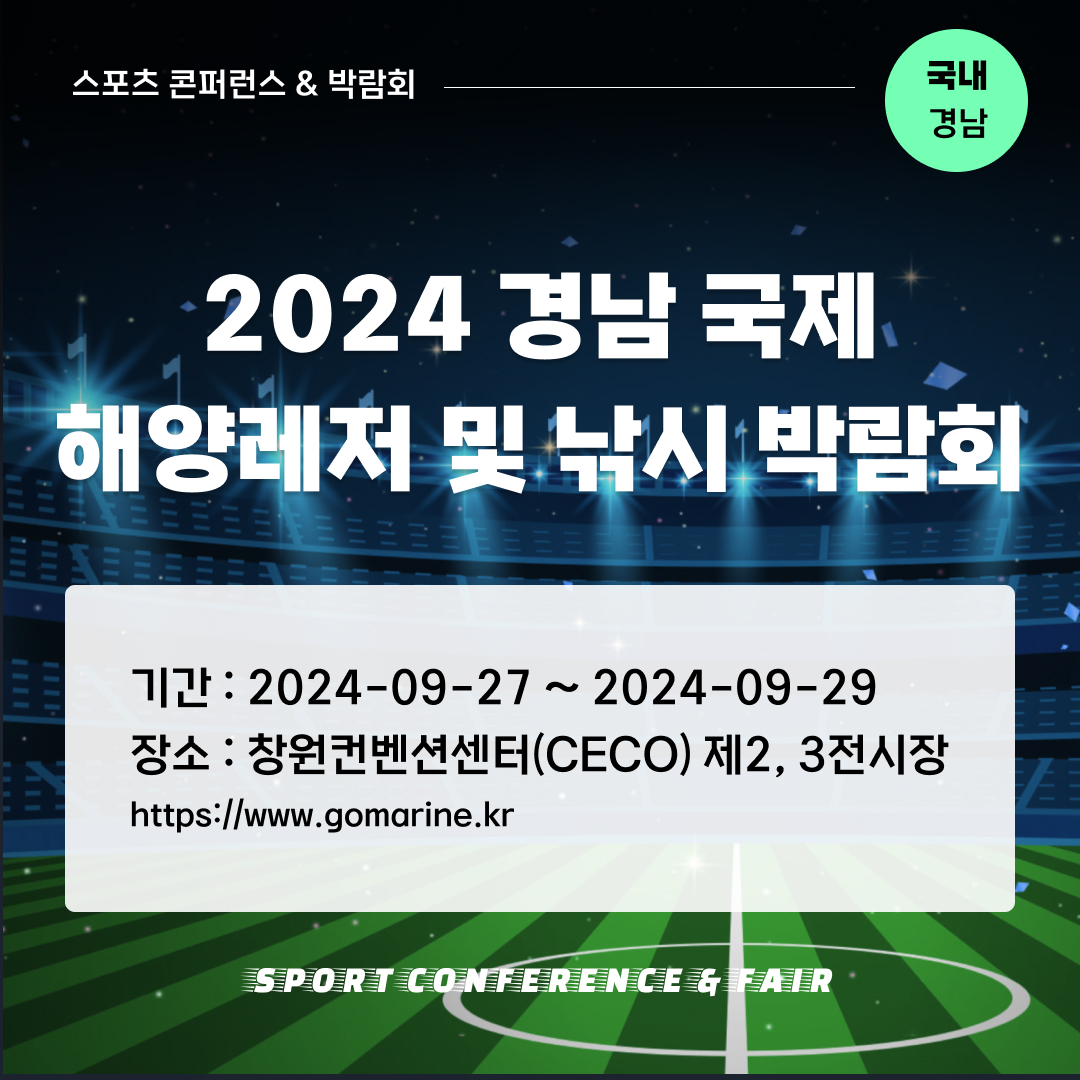 스포츠 콘퍼런스 & 박람회
국내
경남
2024 경남 국제
해양레저 및 낚시 박람회
기간 : 2024-09-27 ~ 2024-09-29
장소 : 창원컨벤션센터(CECO) 제2, 3전시장
https://www.gomarine.kr
SPORT CONFERENCE & FAIR